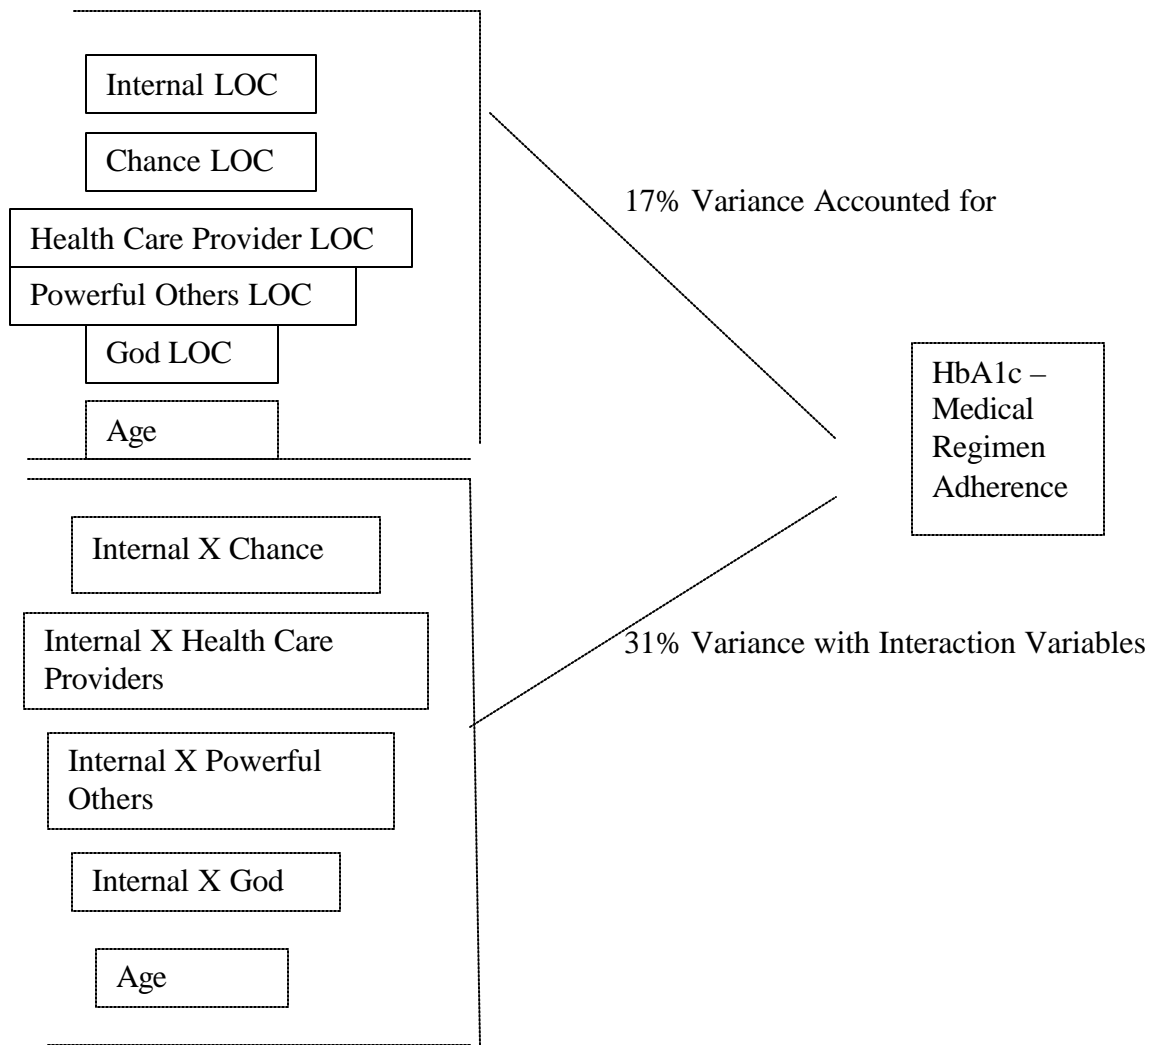 Internal LOC
Chance LOC
17% Variance Accounted for
Health Care Provider LOC
Powerful Others LOC
God LOC
Age
HbA1c –
Medical
Regimen
Adherence
Internal X Chance
Internal X Health Care
Providers
31% Variance with Interaction Variables
Internal X Powerful
Others
Internal X God
Age